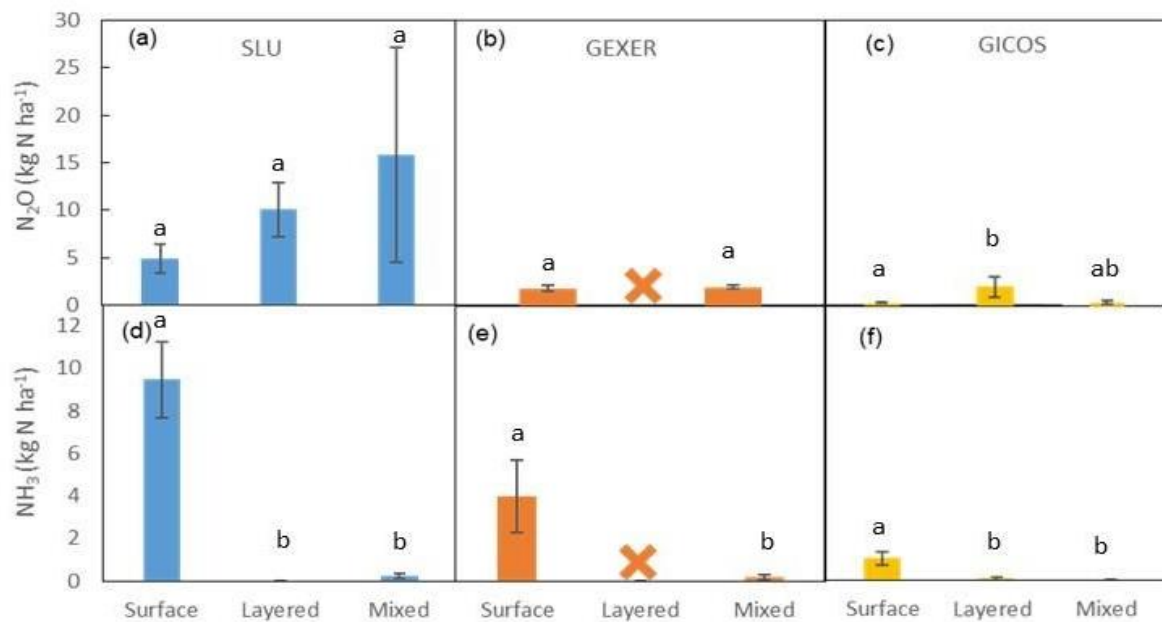 (a) SLU
(b) GEXER
(c) GICOS
30
25
20
15
10
5
0
N₂O (kg N ha⁻¹)
a
a
a
a
a
a
b
ab
(d)
(e)
(f)
12
10
8
6
4
2
0
NH₃ (kg N ha⁻¹)
a
b
b
a
b
a
b
b
Surface Layered Mixed Surface Layered Mixed Surface Layered Mixed